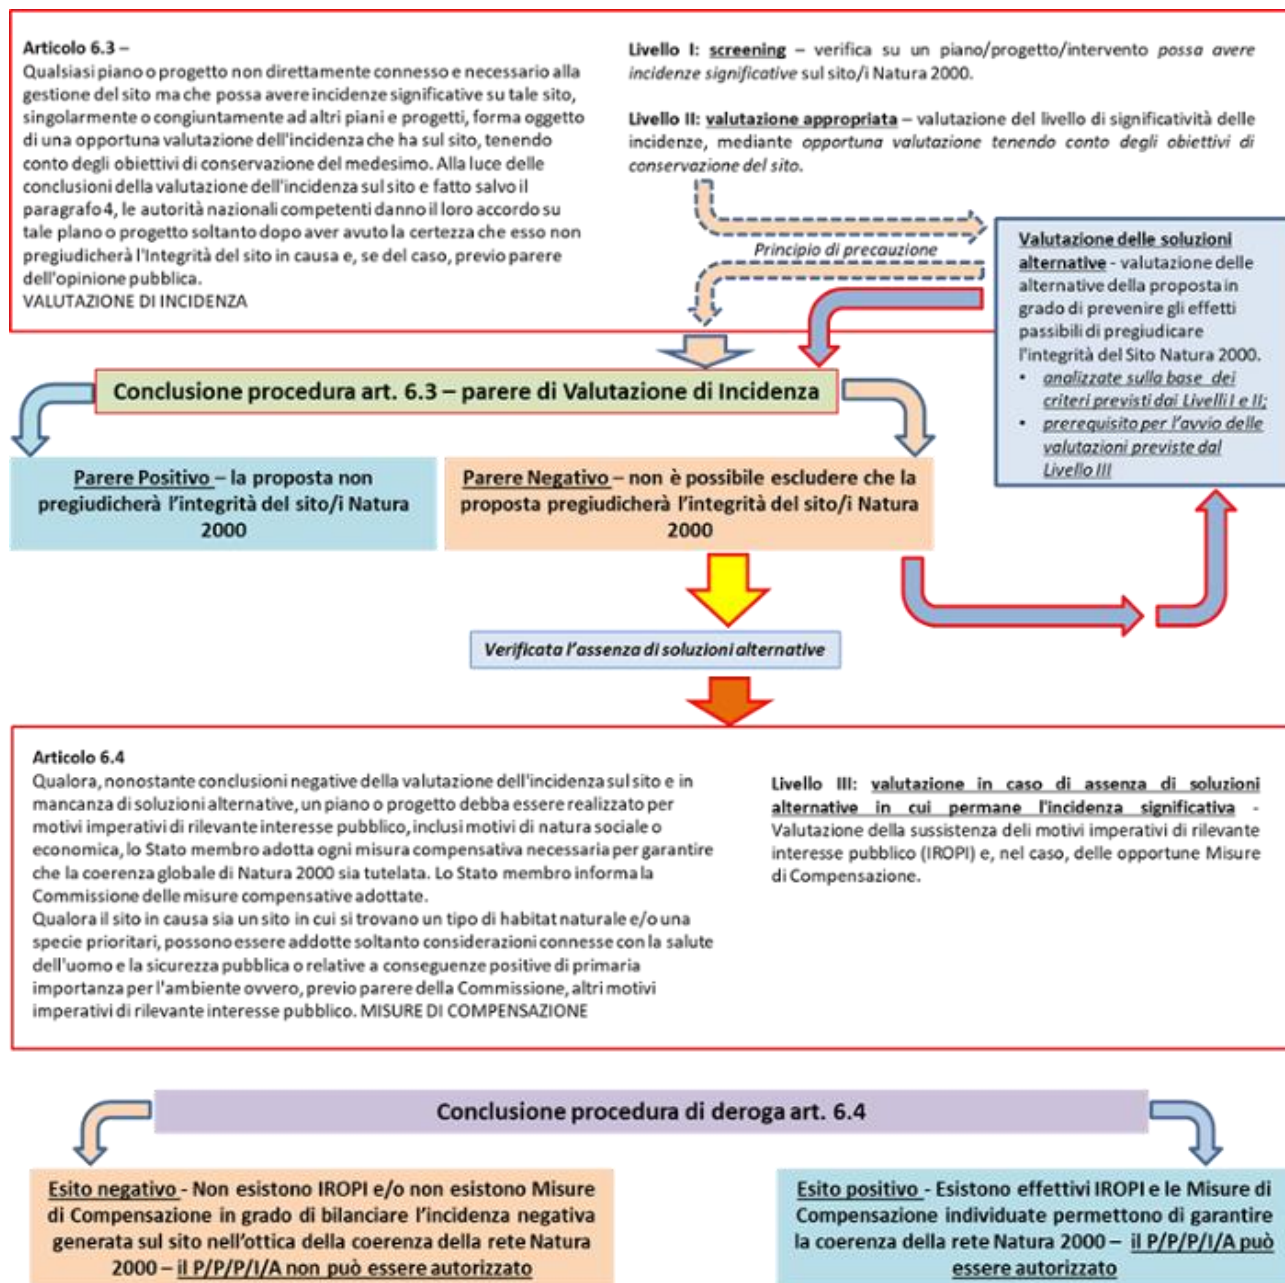 Articolo 6.3 –
Qualsiasi piano o progetto non direttamente connesso e necessario alla
gestione del sito ma che possa avere incidenze significative su tale sito,
singolarmente o congiuntamente ad altri piani e progetti, forma oggetto
di una opportuna valutazione dell'incidenza che ha sul sito, tenendo
conto degli obiettivi di conservazione del medesimo. Alla luce delle
conclusioni della valutazione dell'incidenza sul sito e fatto salvo il
paragrafo 4, le autorità nazionali competenti danno il loro accordo su
tale plano o progetto soltanto dopo aver avuto la certezza che esso non
pregiudicherà l'Integrità del sito in causa e, se del caso, previo parere
dell'opinione pubblica.
VALUTAZIONE DI INCIDENZA
Livello I: screening – verifica su un piano/progetto/intervento possa avere
incidenze significative sul sito/i Natura 2000.
Livello II: valutazione appropriata – valutazione del livello di significatività delle
incidenze, mediante opportuna valutazione tenendo conto degli obiettivi di
conservazione del sito.
Principio di precauzione
Valutazione delle soluzioni
alternative - valutazione delle
alternative della proposta in
grado di prevenire gli effetti
passibili di pregiudicare
l'integrità del Sito Natura 2000.
• analizzate sulla base dei
criteri previsti dai Livelli I e II;
• prerequisito per l'avvio delle
valutazioni previste dal
Livello III
Conclusione procedura art. 6.3 – parere di Valutazione di Incidenza
Parere Positivo – la proposta non
pregiudicherà l'integrità del sito/i Natura
2000
Parere Negativo – non è possibile escludere che la
proposta pregiudicherà l'integrità del sito/i Natura
2000
Verificata l'assenza di soluzioni alternative
Articolo 6.4
Qualora, nonostante conclusioni negative della valutazione dell'incidenza sul sito e in
mancanza di soluzioni alternative, un piano o progetto debba essere realizzato per
motivi imperativi di rilevante interesse pubblico, inclusi motivi di natura sociale o
economica, lo Stato membro adotta ogni misura compensativa necessaria per garantire
che la coerenza globale di Natura 2000 sia tutelata. Lo Stato membro informa la
Commissione delle misure compensative adottate.
Qualora il sito in causa sia un sito in cui si trovano un tipo di habitat naturale e/o una
specie prioritari, possono essere addotte soltanto considerazioni connesse con la salute
dell'uomo e la sicurezza pubblica o relative a conseguenze positive di primaria
importanza per l'ambiente ovvero, previo parere della Commissione, altri motivi
imperativi di rilevante interesse pubblico. MISURE DI COMPENSAZIONE
Livello III: valutazione in caso di assenza di soluzioni
alternative in cui permane l'incidenza significativa -
Valutazione della sussistenza deli motivi imperativi di rilevante
interesse pubblico (IROPI) e, nel caso, delle opportune Misure
di Compensazione.
Conclusione procedura di deroga art. 6.4
Esito negativo - Non esistono IROPI e/o non esistono Misure
di Compensazione in grado di bilanciare l'incidenza negativa
generata sul sito nell'ottica della coerenza della rete Natura
2000 – il P/P/P/I/A non può essere autorizzato
Esito positivo - Esistono effettivi IROPI e le Misure di
Compensazione individuate permettono di garantire
la coerenza della rete Natura 2000 – il P/P/P/I/A può
essere autorizzato